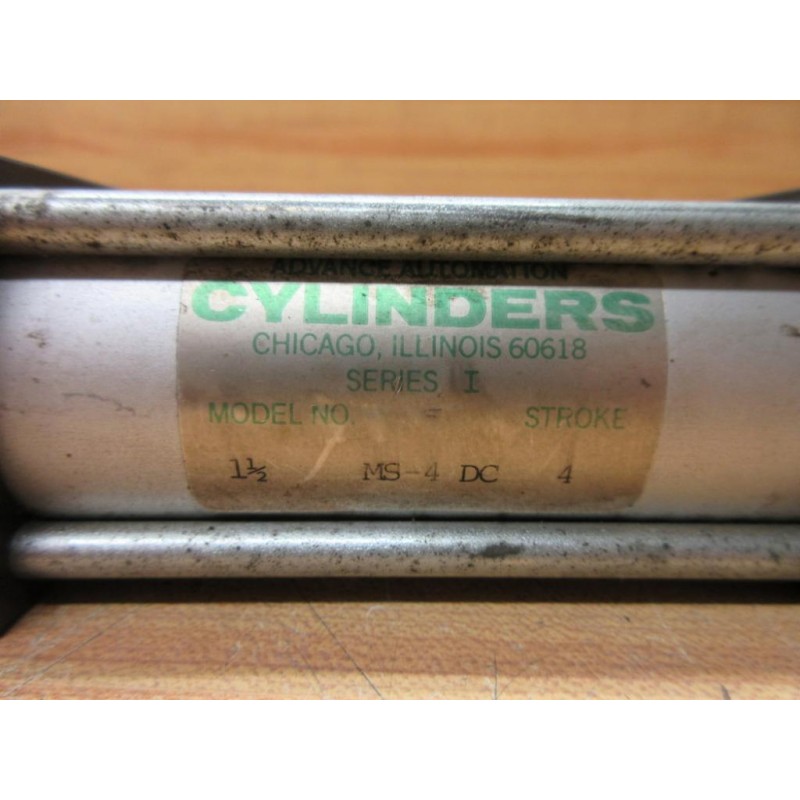 ADVANCE AUTOMATION
CYLINDERS
CHICAGO, ILLINOIS 60618
SERIES I
MODEL NO. STROKE
1½ MS-4 DC 4